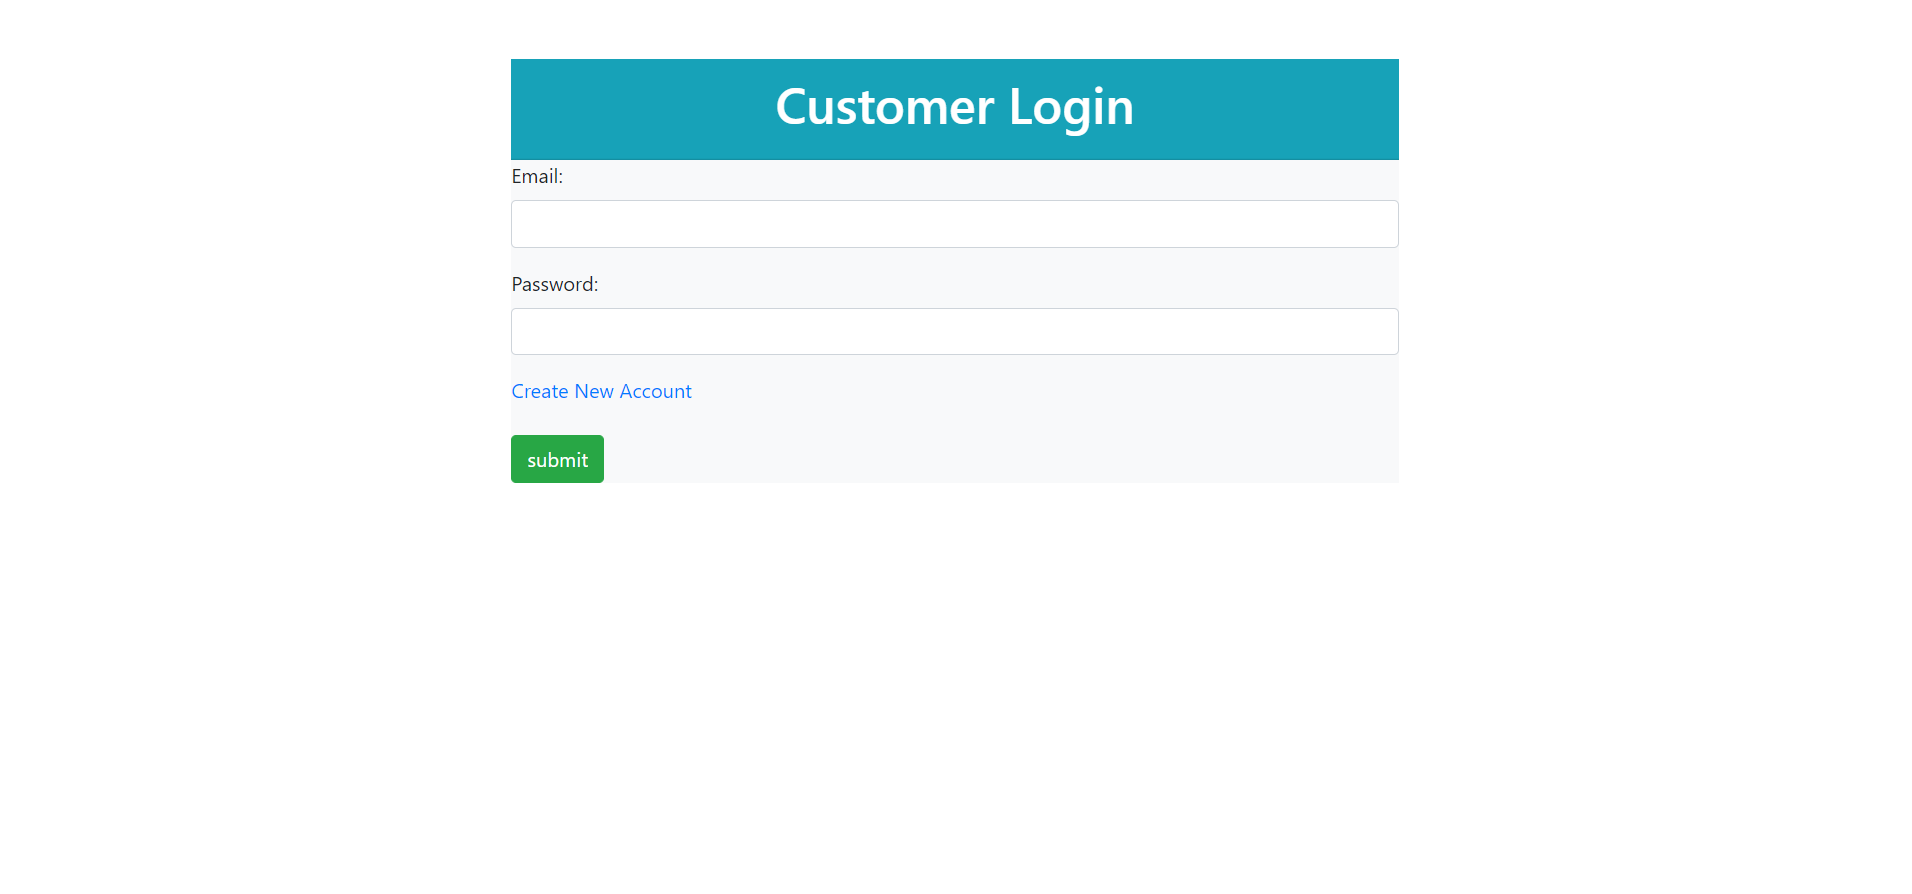 Customer Login
Email:
Password:
Create New Account
submit